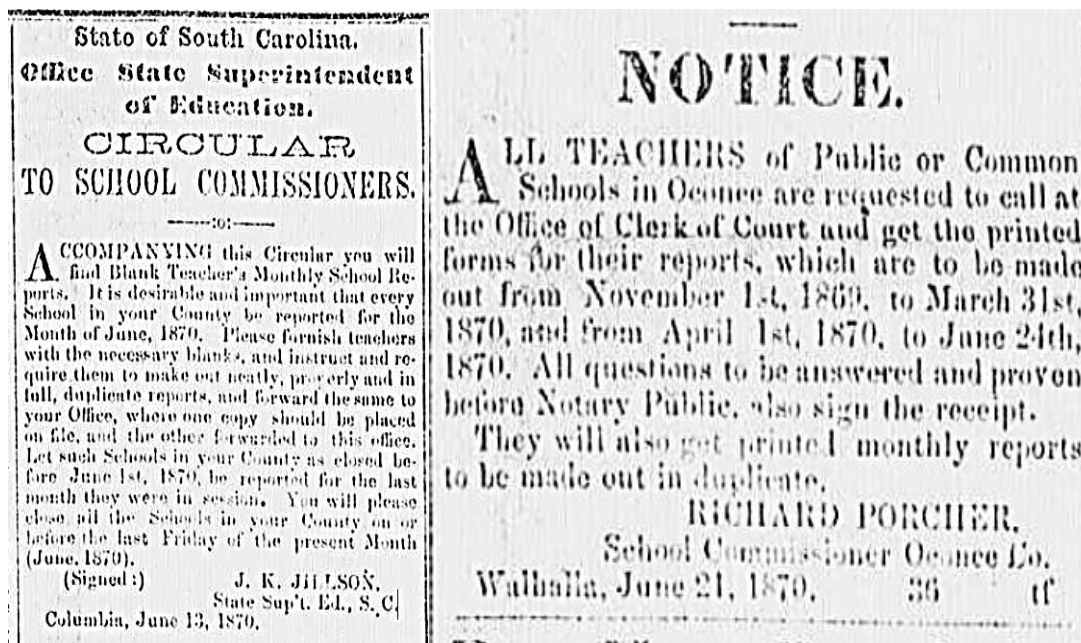 State of South Carolina.
Office State Superintendent
of Education.
CIRCULAR
TO SCHOOL COMMISSIONERS.
——:o:——
ACCOMPANYING this Circular you will
find Blank Teacher's Monthly School Re-
ports. It is desirable and important that every
School in your County be reported for the
Month of June, 1870. Please furnish teachers
with the necessary blanks, and instruct and re-
quire them to make out neatly, properly and in
full, duplicate reports, and forward the same to
your Office, where one copy should be placed
on file, and the other forwarded to this office.
Let such Schools in your County as closed be-
fore June 1st, 1870, be reported for the last
month they were in session. You will please
close all the Schools in your County on or
before the last Friday of the present Month
(June, 1870).
(Signed:) J. K. JILLSON,
State Sup't. Ed., S. C.
Columbia, June 13, 1870.
NOTICE.
ALL TEACHERS of Public or Common
Schools in Oconee are requested to call at
the Office of Clerk of Court and get the printed
forms for their reports, which are to be made
out from November 1st, 1869, to March 31st,
1870, and from April 1st, 1870, to June 24th,
1870. All questions to be answered and proven
before Notary Public, also sign the receipt.
They will also get printed monthly reports
to be made out in duplicate.
RICHARD PORCHER,
School Commissioner Oconee Co.
Walhalla, June 21, 1870. 36 tf